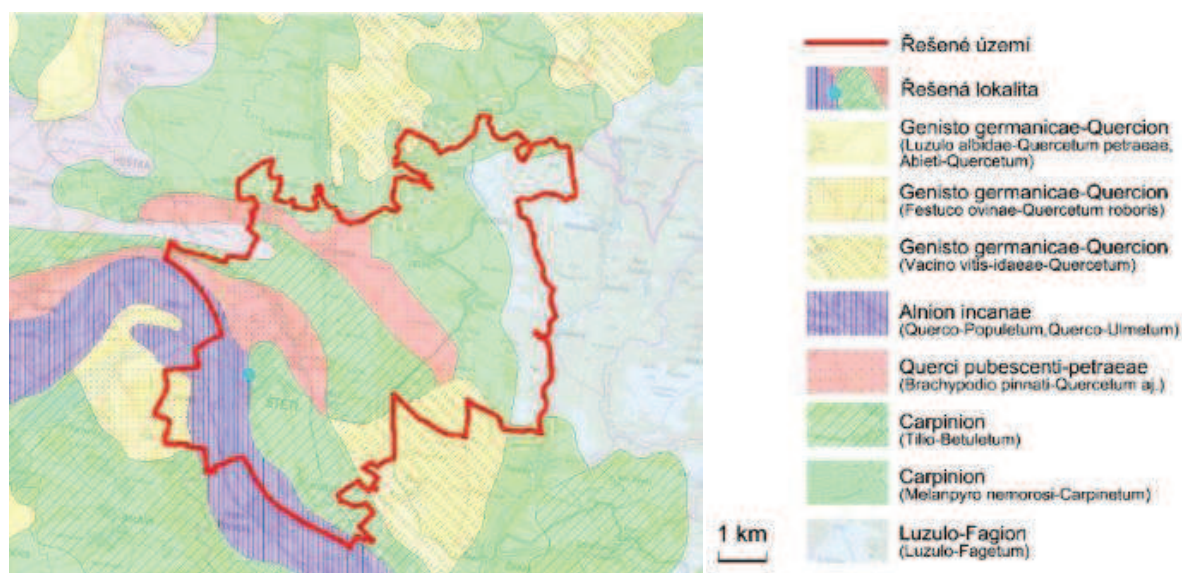 ŠTĚTÍ
1 km
Řešené území
Řešená lokalita
Genisto germanicae-Quercion
(Luzulo albidae-Quercetum petraeae,
Abieti-Quercetum)
Genisto germanicae-Quercion
(Festuco ovinae-Quercetum roboris)
Genisto germanicae-Quercion
(Vacino vitis-idaeae-Quercetum)
Alnion incanae
(Querco-Populetum,Querco-Ulmetum)
Querci pubescenti-petraeae
(Brachypodio pinnati-Quercetum aj.)
Carpinion
(Tilio-Betuletum)
Carpinion
(Melanpyro nemorosi-Carpinetum)
Luzulo-Fagion
(Luzulo-Fagetum)